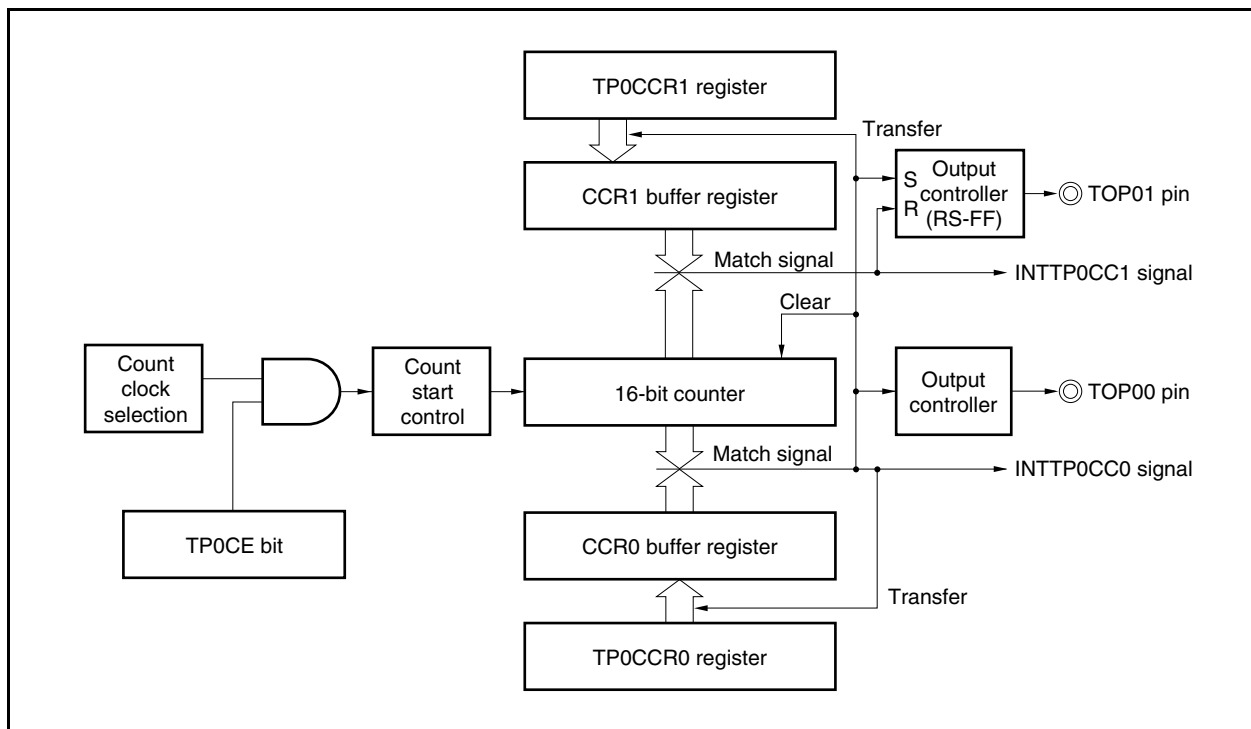 TP0CCR1 register
Transfer
CCR1 buffer register
S
R
Output
controller
(RS-FF)
TOP01 pin
Match signal
INTTP0CC1 signal
Clear
Count
clock
selection
Count
start
control
16-bit counter
Output
controller
TOP00 pin
Match signal
INTTP0CC0 signal
TP0CE bit
CCR0 buffer register
Transfer
TP0CCR0 register